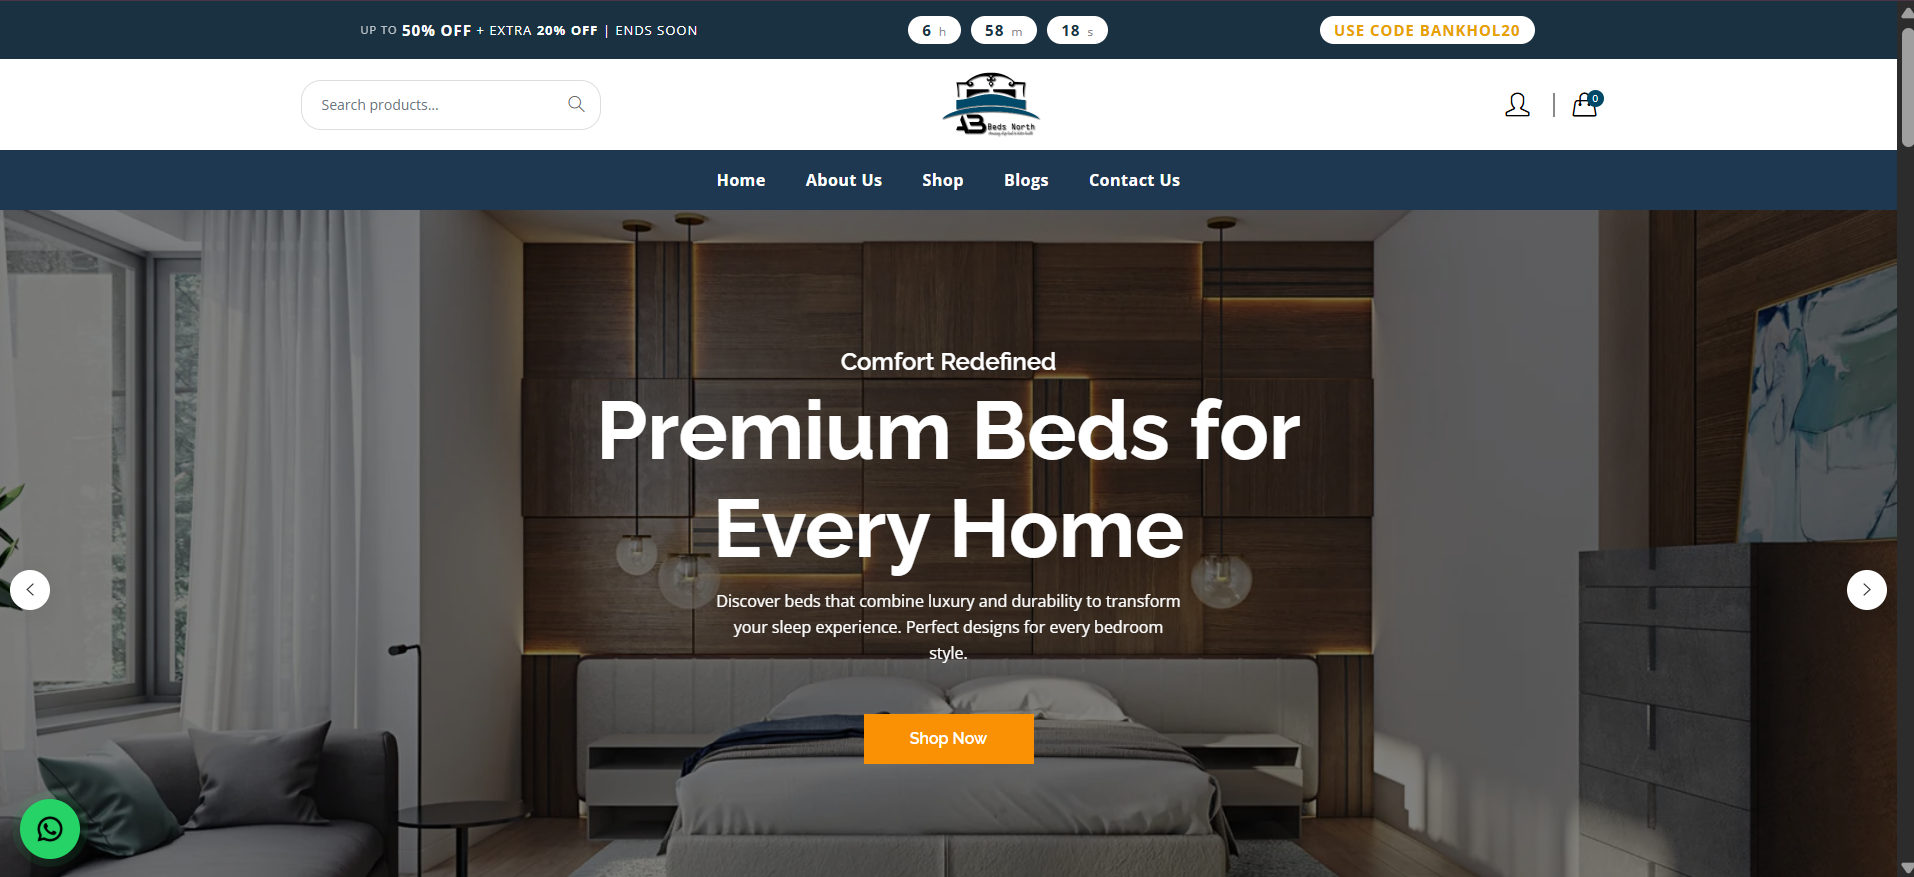 UP TO 50% OFF + EXTRA 20% OFF | ENDS SOON
6 h 58 m 18 s
USE CODE BANKHOL20
Search products...
AB Beds North
0
Home About Us Shop Blogs Contact Us
Comfort Redefined
Premium Beds for
Every Home
Discover beds that combine luxury and durability to transform
your sleep experience. Perfect designs for every bedroom
style.
Shop Now